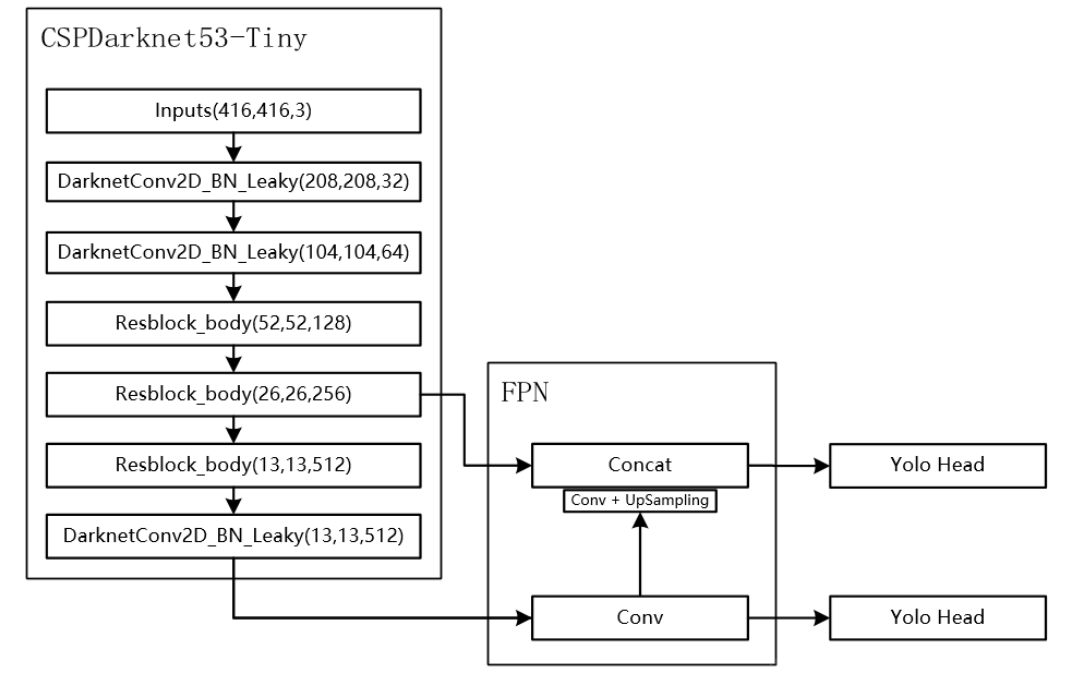 CSPDarknet53-Tiny
Inputs(416,416,3)
DarknetConv2D_BN_Leaky(208,208,32)
DarknetConv2D_BN_Leaky(104,104,64)
Resblock_body(52,52,128)
Resblock_body(26,26,256)
Resblock_body(13,13,512)
DarknetConv2D_BN_Leaky(13,13,512)
FPN
Concat
Conv + UpSampling
Conv
Yolo Head
Yolo Head